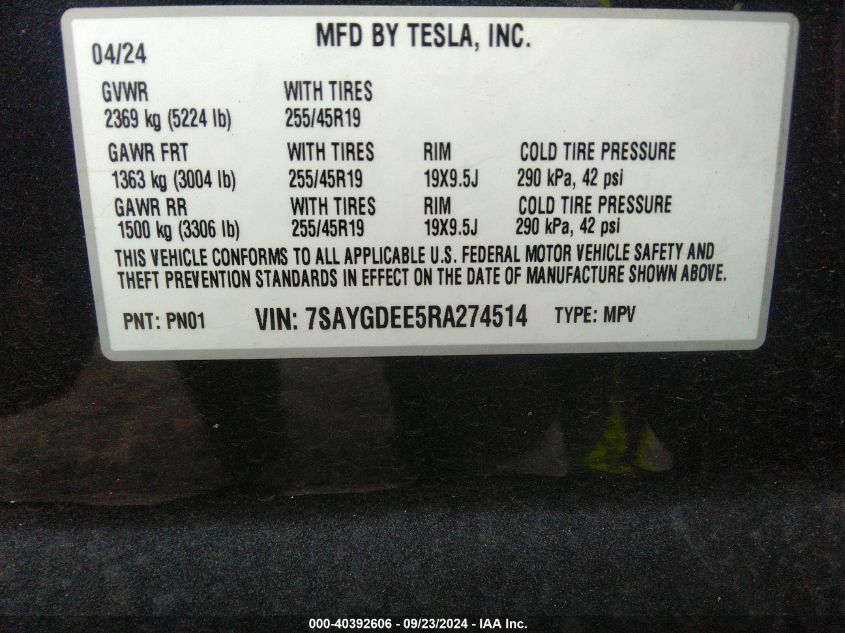 MFD BY TESLA, INC.
04/24
GVWR WITH TIRES
2369 kg (5224 lb) 255/45R19
GAWR FRT WITH TIRES RIM COLD TIRE PRESSURE
1363 kg (3004 lb) 255/45R19 19X9.5J 290 kPa, 42 psi
GAWR RR WITH TIRES RIM COLD TIRE PRESSURE
1500 kg (3306 lb) 255/45R19 19X9.5J 290 kPa, 42 psi
THIS VEHICLE CONFORMS TO ALL APPLICABLE U.S. FEDERAL MOTOR VEHICLE SAFETY AND
THEFT PREVENTION STANDARDS IN EFFECT ON THE DATE OF MANUFACTURE SHOWN ABOVE.
PNT: PN01 VIN: 7SAYGDEE5RA274514 TYPE: MPV
000-40392606 - 09/23/2024 - IAA Inc.